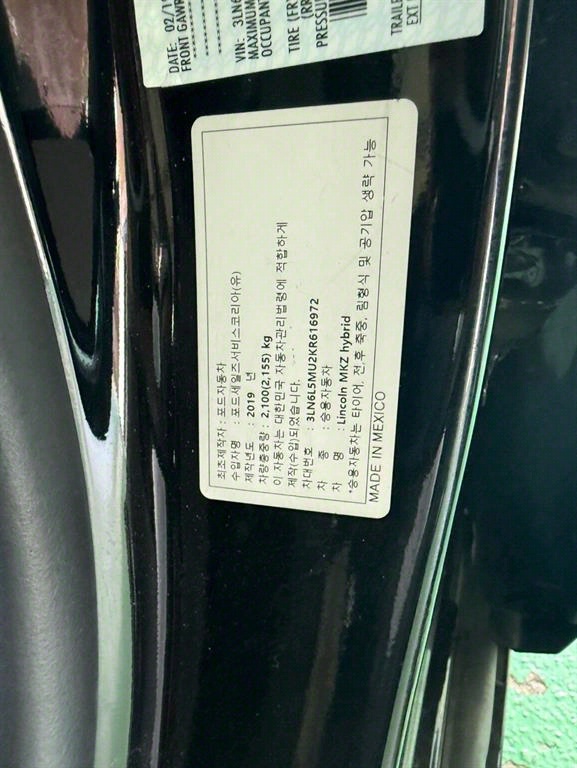 DATE: 02/1
FRONT GAWR
VIN: 3LN6
MAXIMUM
OCCUPANT
TIRE (FR
(RR
PRESSU
TRAILE
EXT
최초제작자 : 포드자동차
수입자명 : 포드세일즈서비스코리아(유)
제작년도 : 2019 년
차량총중량 : 2,100(2,155) kg
이 자동차는 대한민국 자동차관리법령에 적합하게
제작(수입)되었습니다.
차대번호 : 3LN6L5MU2KR616972
차 종 : 승용자동차
차 명 : Lincoln MKZ hybrid
*승용자동차는 타이어, 전후 축중, 림형식 및 공기압 생략 가능
MADE IN MEXICO